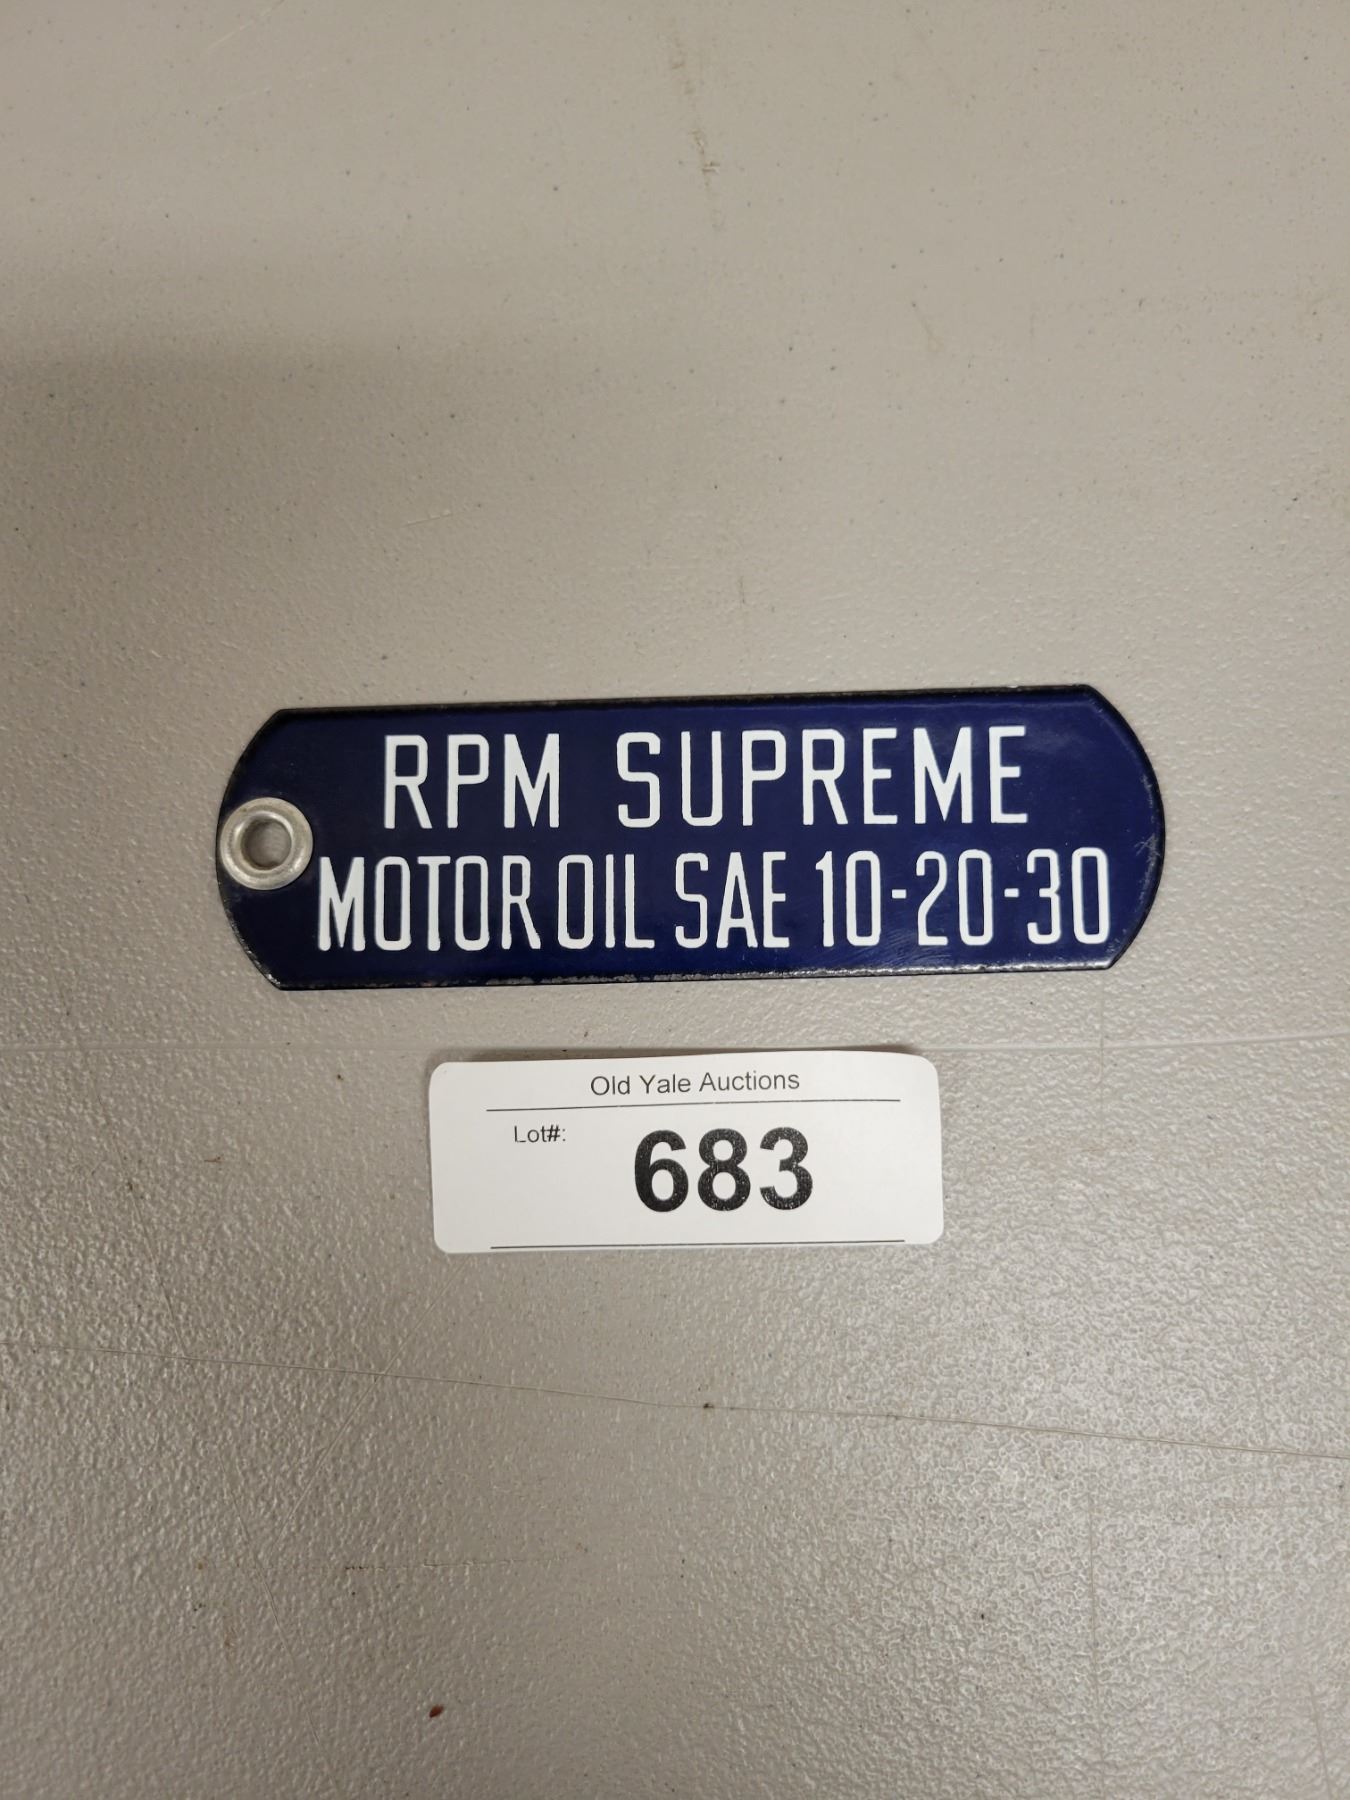 RPM SUPREME
MOTOR OIL SAE 10-20-30
Old Yale Auctions
Lot#:
683